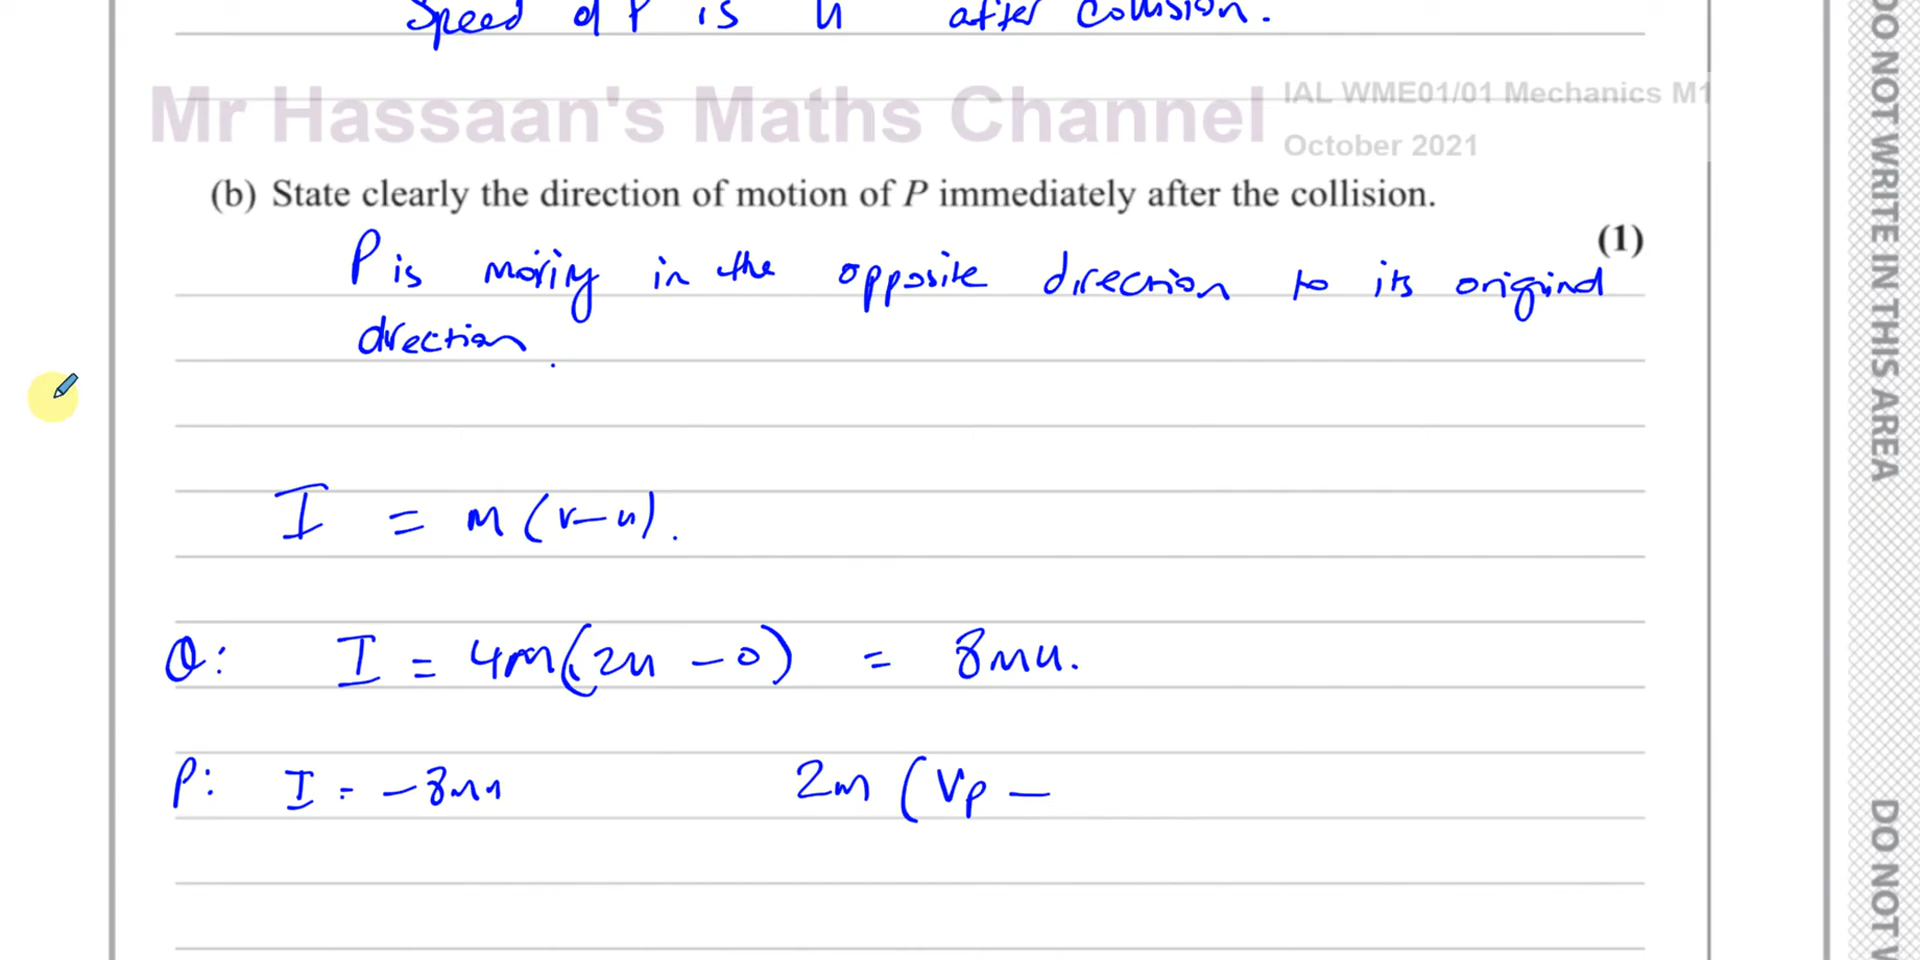 Speed of P is u after collision.
Mr Hassaan's Maths Channel
IAL WME01/01 Mechanics M1
October 2021
(b) State clearly the direction of motion of P immediately after the collision.
(1)
P is moving in the opposite direction to its original
direction.
I = m(v-u).
Q: I = 4m(2u - 0) = 8mu.
P: I = -8mu 2m(Vp -
DO NOT WRITE IN THIS AREA
DO NOT W